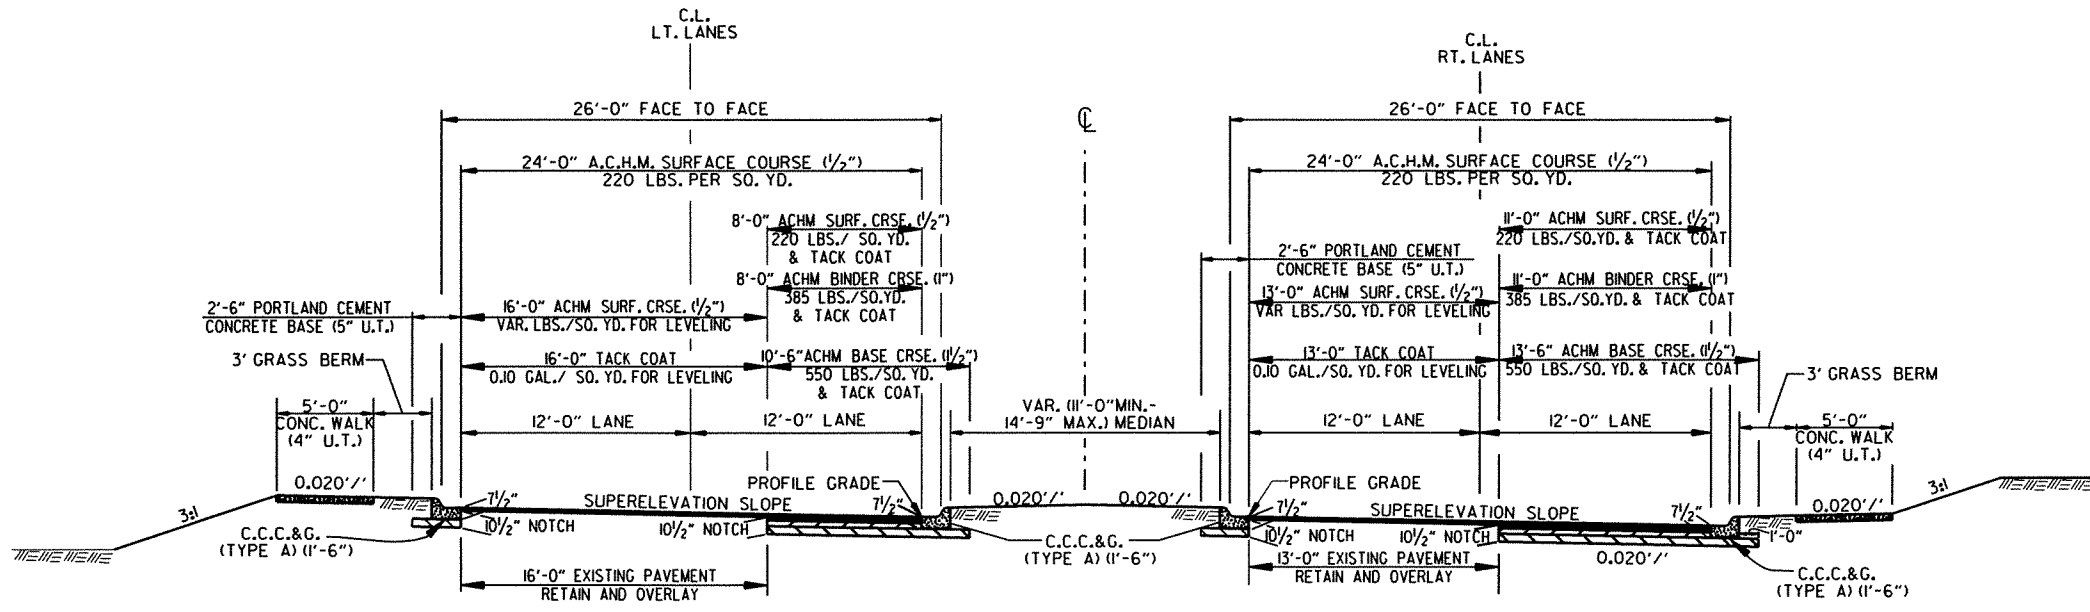 C.L.
LT. LANES
C.L.
RT. LANES
26'-0" FACE TO FACE
℄
26'-0" FACE TO FACE
24'-0" A.C.H.M. SURFACE COURSE (1/2")
220 LBS. PER SQ. YD.
24'-0" A.C.H.M. SURFACE COURSE (1/2")
220 LBS. PER SQ. YD.
8'-0" ACHM SURF. CRSE. (1/2")
220 LBS./ SQ. YD.
& TACK COAT
11'-0" ACHM SURF. CRSE. (1/2")
220 LBS./SQ. YD. & TACK COAT
2'-6" PORTLAND CEMENT
CONCRETE BASE (5" U.T.)
8'-0" ACHM BINDER CRSE. (1")
385 LBS./SQ.YD.
& TACK COAT
11'-0" ACHM BINDER CRSE. (1")
385 LBS./SQ.YD. & TACK COAT
2'-6" PORTLAND CEMENT
CONCRETE BASE (5" U.T.)
16'-0" ACHM SURF. CRSE. (1/2")
VAR. LBS./SQ. YD. FOR LEVELING
13'-0" ACHM SURF. CRSE. (1/2")
VAR LBS./SQ. YD. FOR LEVELING
3' GRASS BERM
16'-0" TACK COAT
0.10 GAL./ SQ. YD. FOR LEVELING
10'-6" ACHM BASE CRSE. (1 1/2")
550 LBS./SQ. YD.
& TACK COAT
13'-0" TACK COAT
0.10 GAL./SQ. YD. FOR LEVELING
13'-6" ACHM BASE CRSE. (1 1/2")
550 LBS./SQ. YD. & TACK COAT
3' GRASS BERM
5'-0"
CONC. WALK
(4" U.T.)
12'-0" LANE
12'-0" LANE
VAR. (11'-0"MIN.-
14'-9" MAX.) MEDIAN
12'-0" LANE
12'-0" LANE
5'-0"
CONC. WALK
(4" U.T.)
0.020'/'
PROFILE GRADE
PROFILE GRADE
3:1
3:1
7 1/2"
SUPERELEVATION SLOPE
7 1/2"
0.020'/'
0.020'/'
7 1/2"
SUPERELEVATION SLOPE
7 1/2"
0.020'/'
10 1/2" NOTCH
10 1/2" NOTCH
10 1/2" NOTCH
10 1/2" NOTCH
1'-0"
C.C.C.&G.
(TYPE A) (1'-6")
C.C.C.&G.
(TYPE A) (1'-6")
0.020'/'
16'-0" EXISTING PAVEMENT
RETAIN AND OVERLAY
13'-0" EXISTING PAVEMENT
RETAIN AND OVERLAY
C.C.C.&G.
(TYPE A) (1'-6")